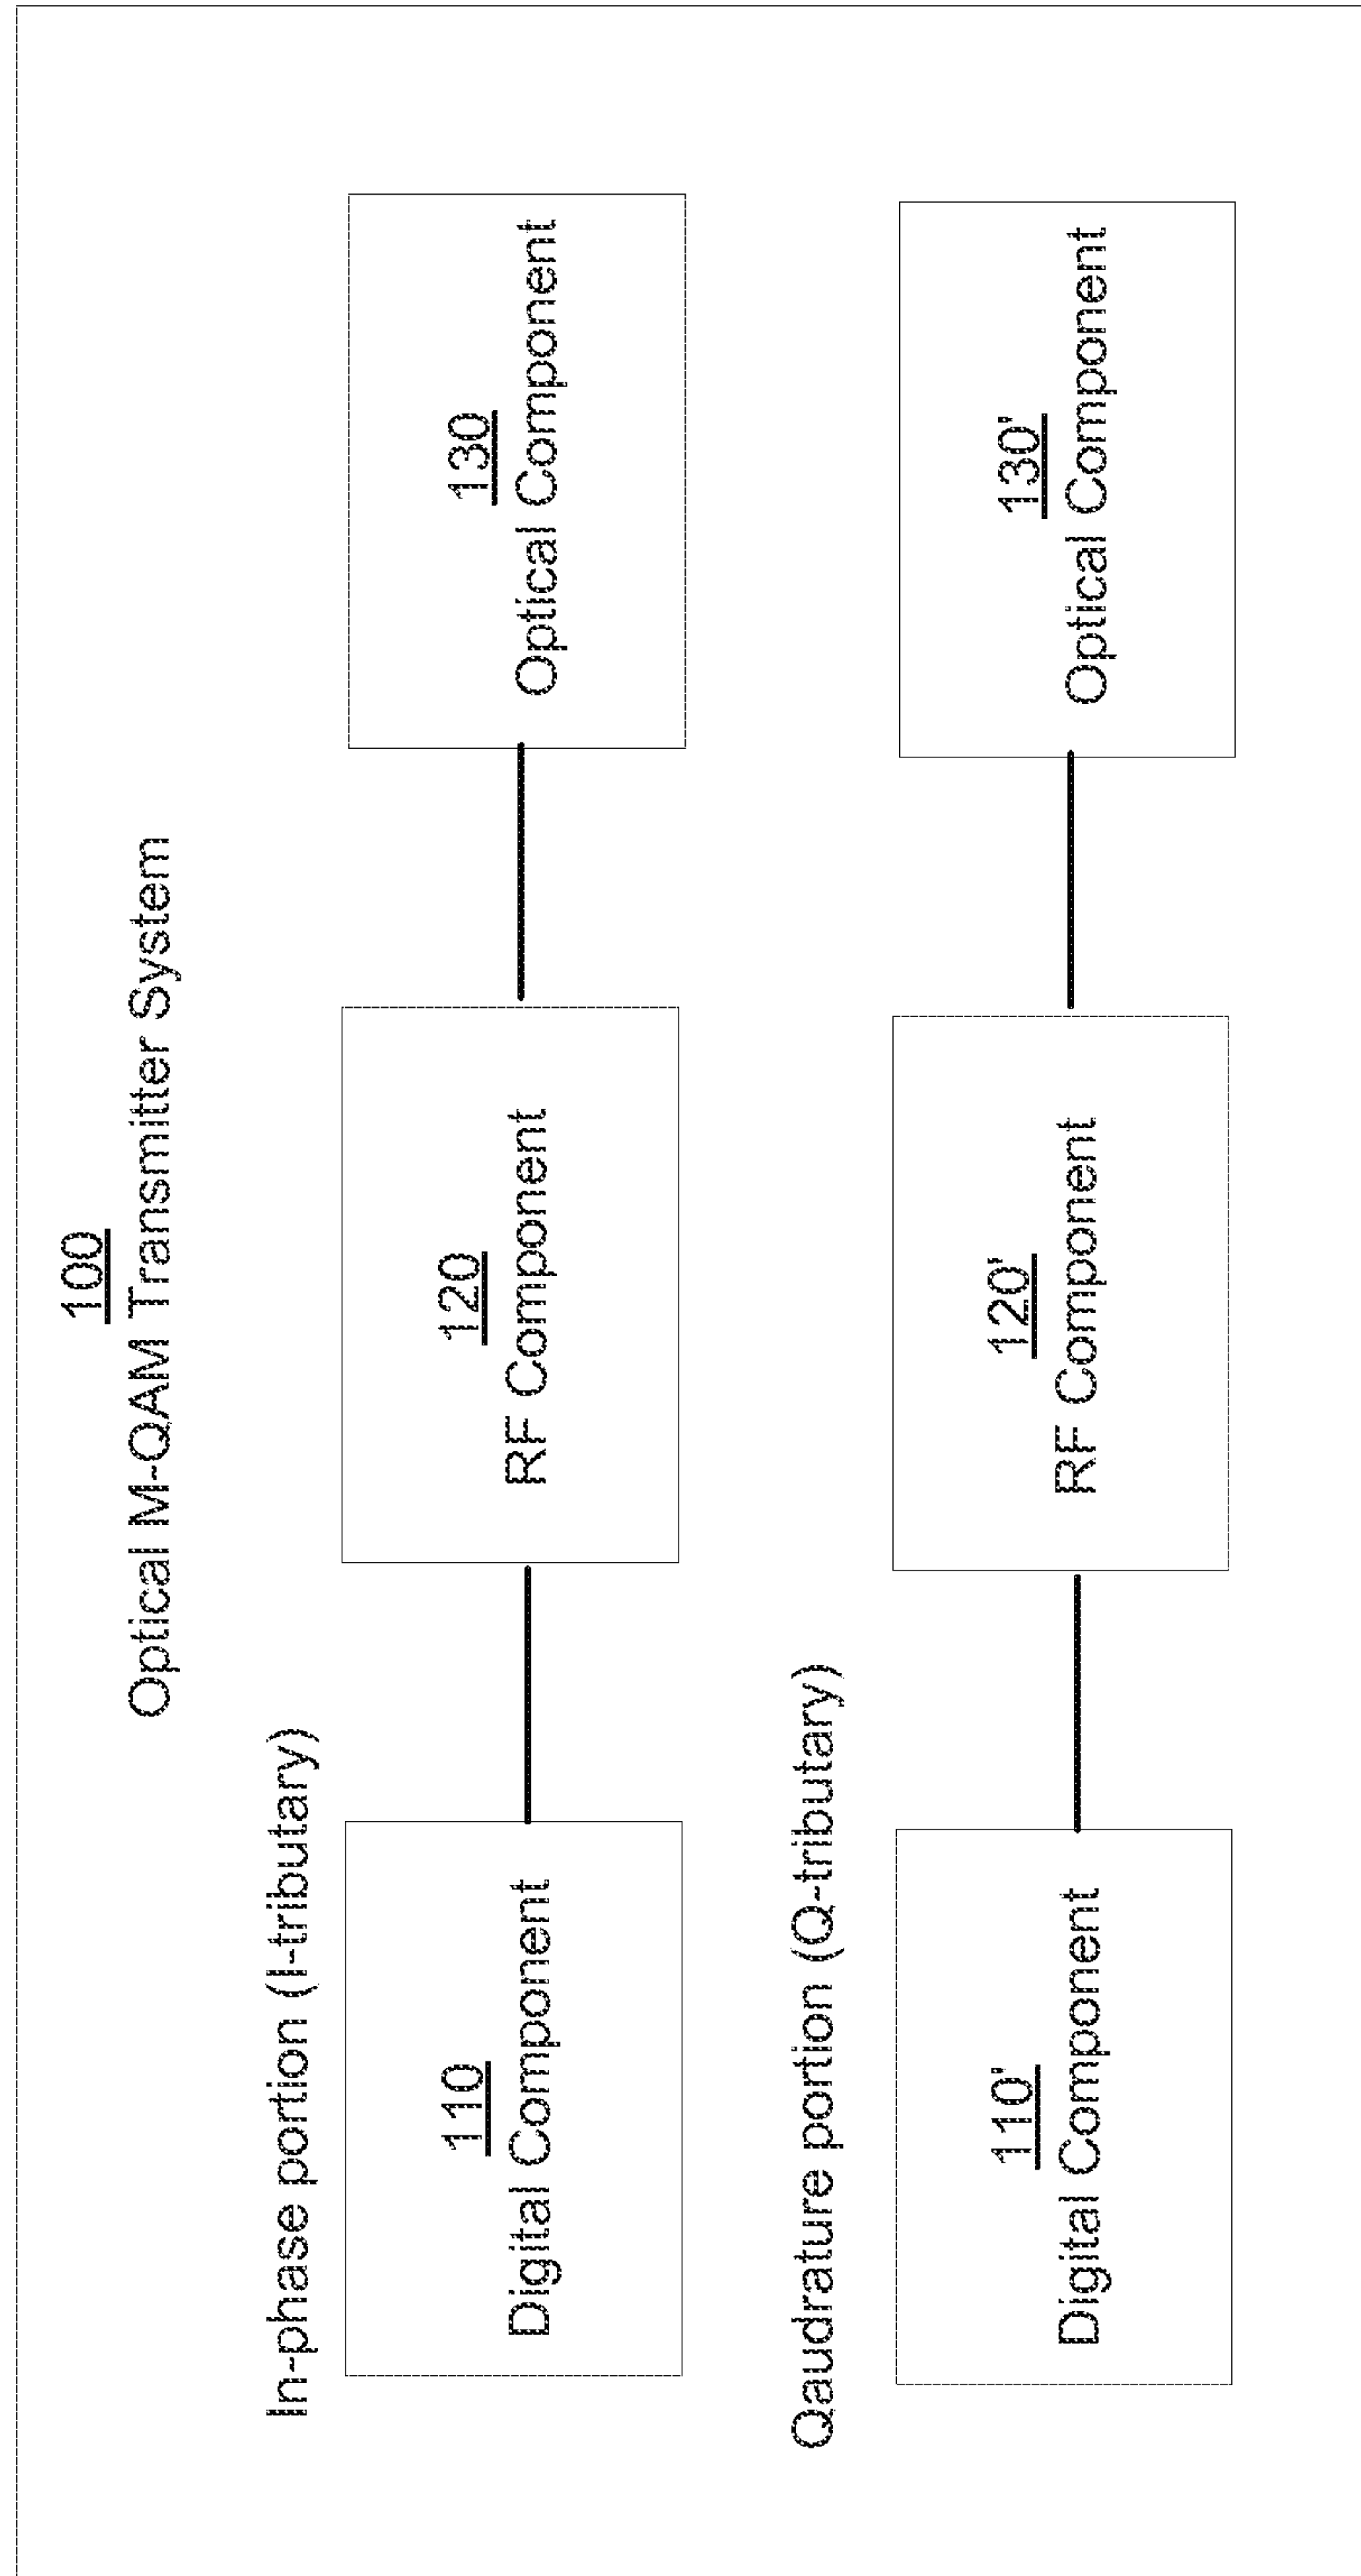 100
Optical M-QAM Transmitter System
In-phase portion (I-tributary)
110
Digital Component
120
RF Component
130
Optical Component
Qaudrature portion (Q-tributary)
110'
Digital Component
120'
RF Component
130'
Optical Component